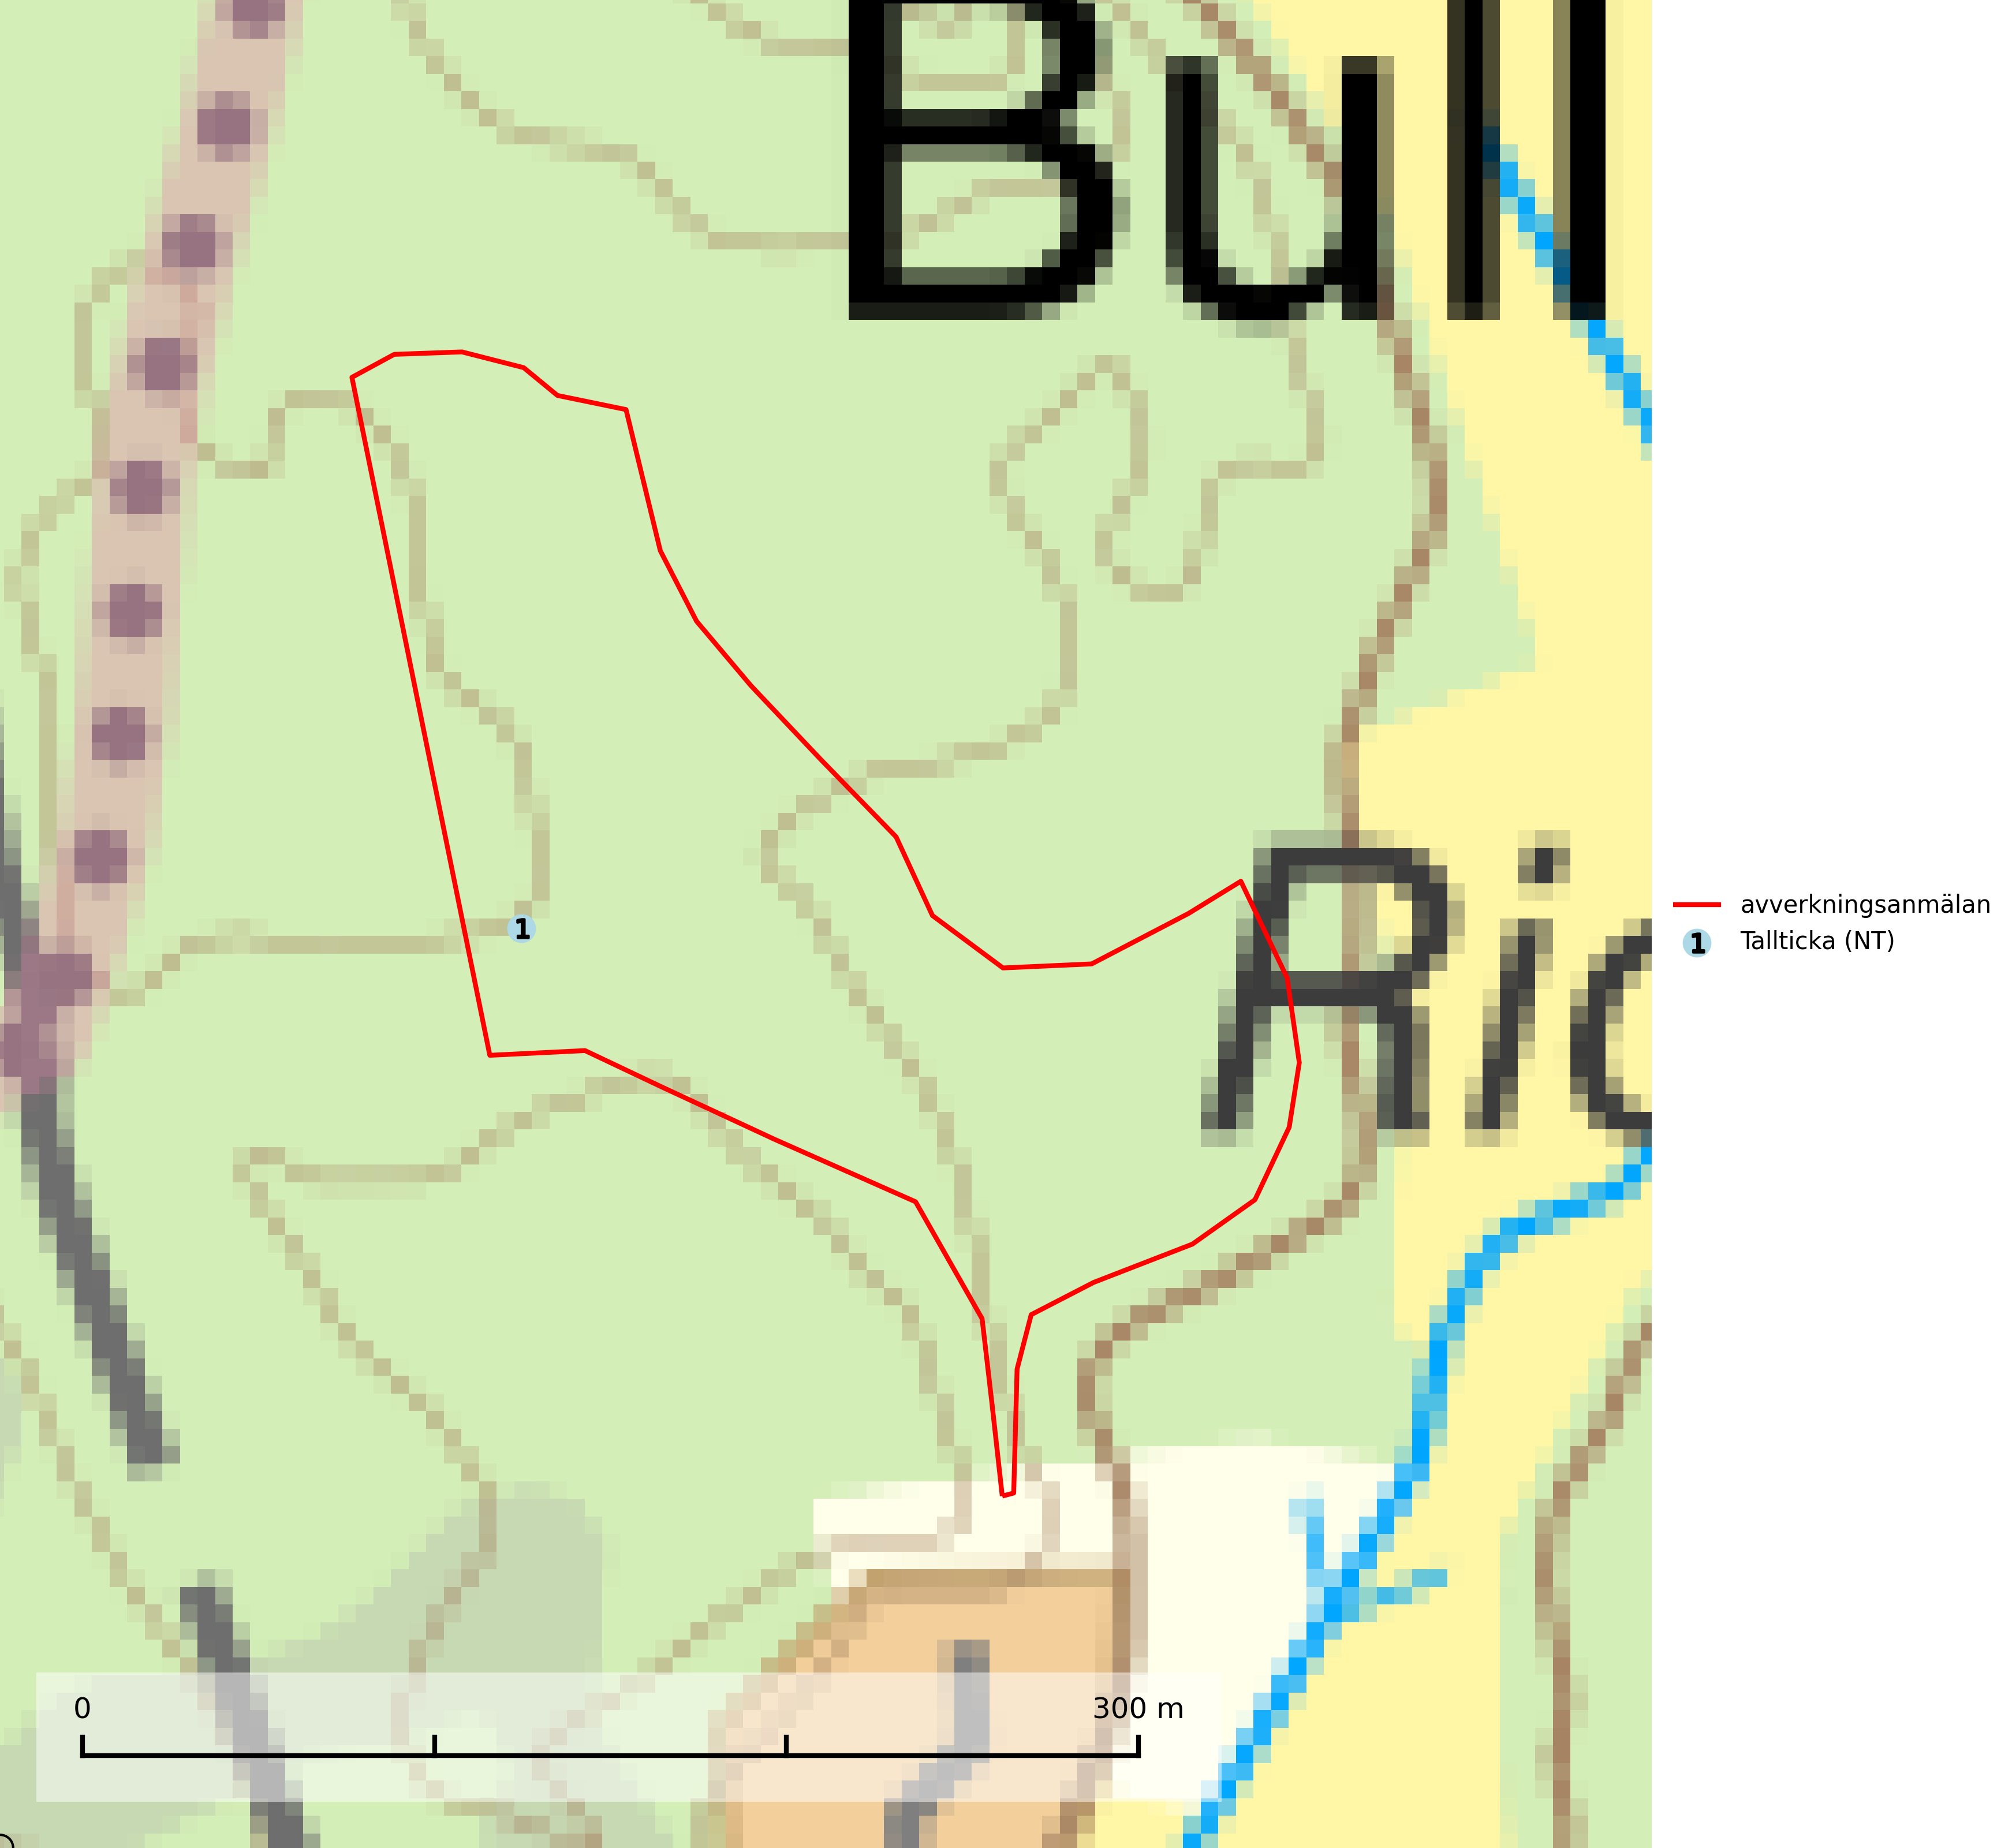 Bull
Ric
avverkningsanmälan
1 Tallticka (NT)
1
0 300 m